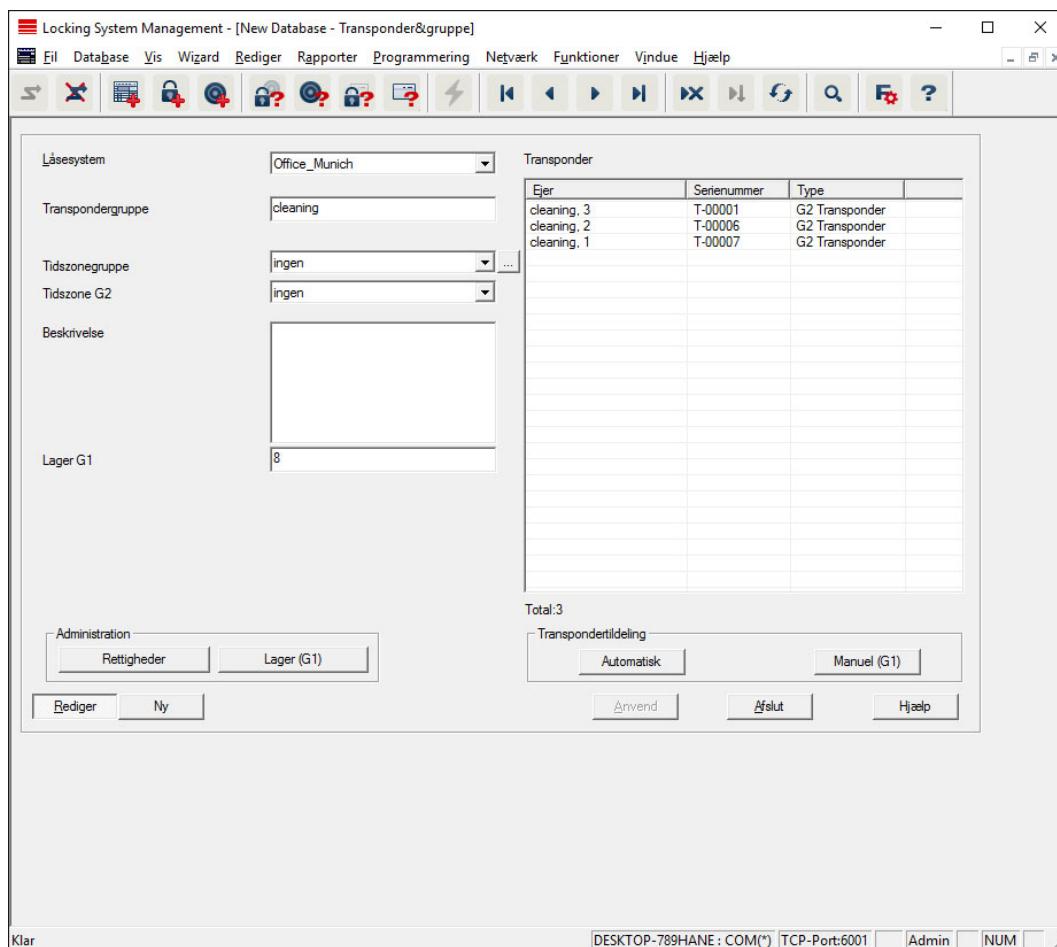 Locking System Management - [New Database - Transponder&gruppe]
Fil Database Vis Wizard Rediger Rapporter Programmering Netværk Funktioner Vindue Hjælp
Låsesystem
Office_Munich
Transpondergruppe
cleaning
Tidszonegruppe
ingen
...
Tidszone G2
ingen
Beskrivelse
Lager G1
8
Transponder
Ejer Serienummer Type
cleaning, 3 T-00001 G2 Transponder
cleaning, 2 T-00006 G2 Transponder
cleaning, 1 T-00007 G2 Transponder
Total:3
Administration
Rettigheder
Lager (G1)
Transpondertildeling
Automatisk
Manuel (G1)
Rediger
Ny
Anvend
Afslut
Hjælp
Klar
DESKTOP-789HANE : COM(*) TCP-Port:6001 Admin NUM